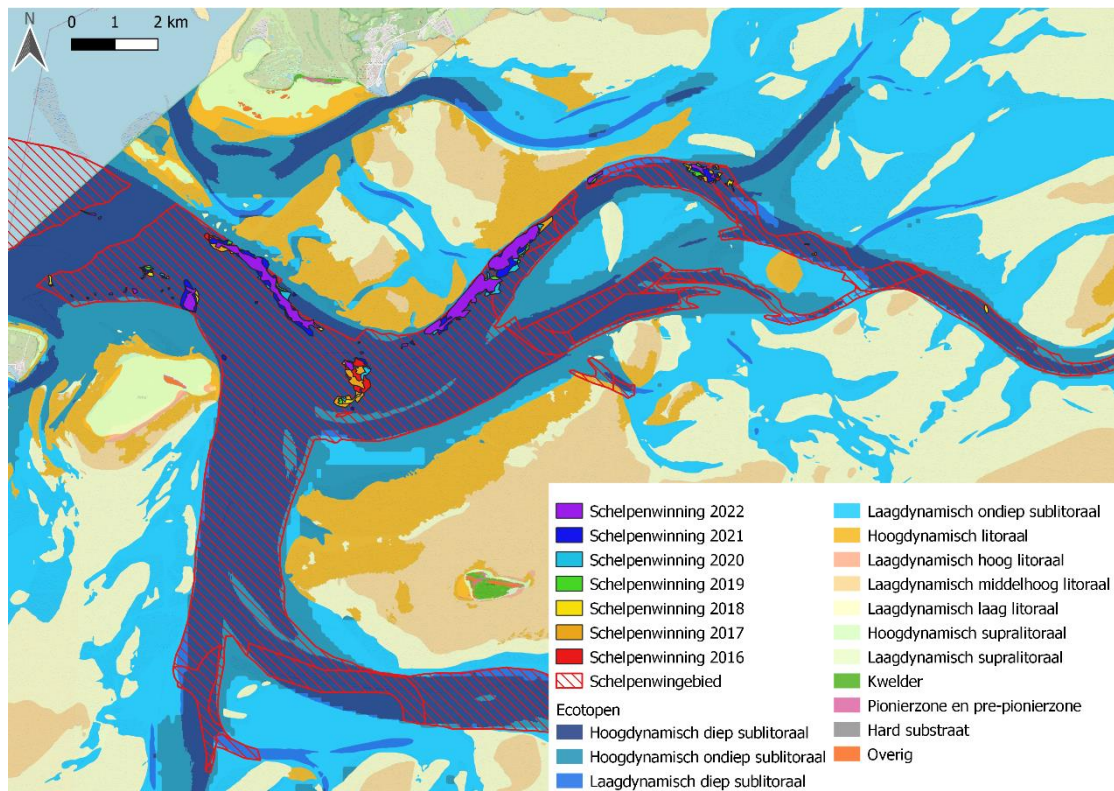 N
0 1 2 km
Schelpenwinning 2022
Schelpenwinning 2021
Schelpenwinning 2020
Schelpenwinning 2019
Schelpenwinning 2018
Schelpenwinning 2017
Schelpenwinning 2016
Schelpenwingebied
Ecotopen
Hoogdynamisch diep sublitoraal
Hoogdynamisch ondiep sublitoraal
Laagdynamisch diep sublitoraal
Laagdynamisch ondiep sublitoraal
Hoogdynamisch litoraal
Laagdynamisch hoog litoraal
Laagdynamisch middelhoog litoraal
Laagdynamisch laag litoraal
Hoogdynamisch supralitoraal
Laagdynamisch supralitoraal
Kwelder
Pionierzone en pre-pionierzone
Hard substraat
Overig